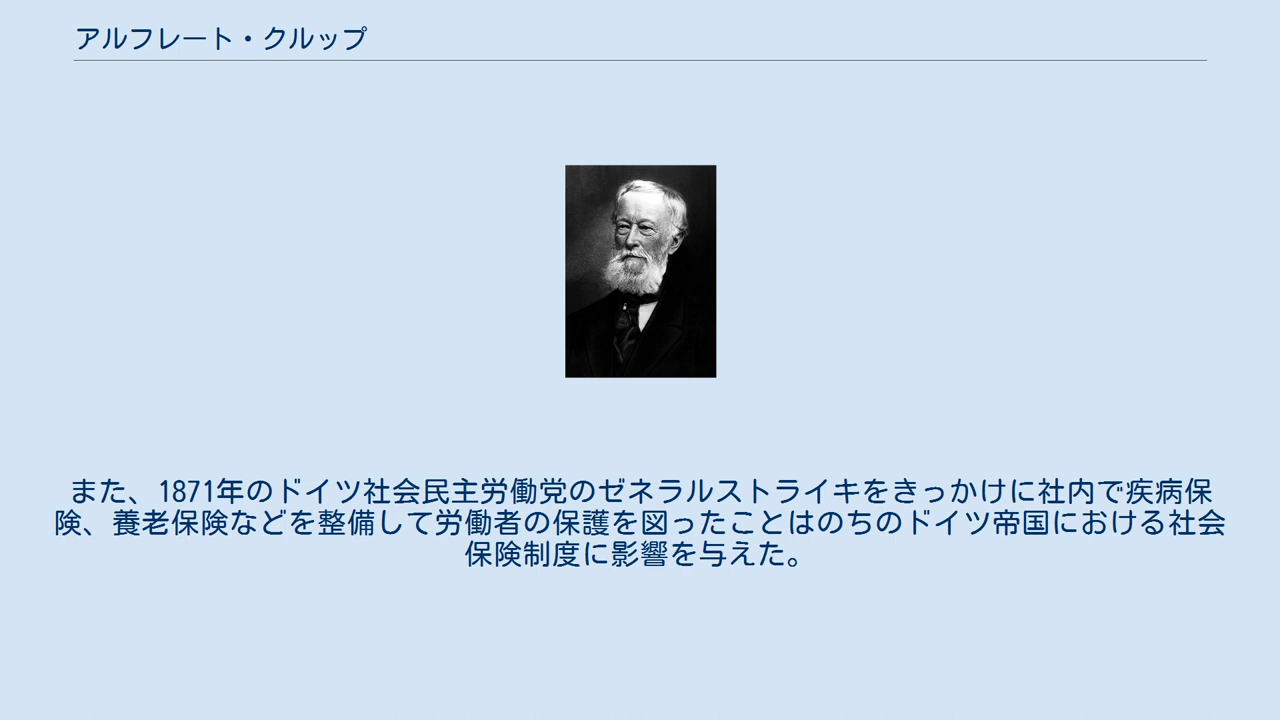 アルフレート・クルップ
また、1871年のドイツ社会民主労働党のゼネラルストライキをきっかけに社内で疾病保
険、養老保険などを整備して労働者の保護を図ったことはのちのドイツ帝国における社会
保険制度に影響を与えた。